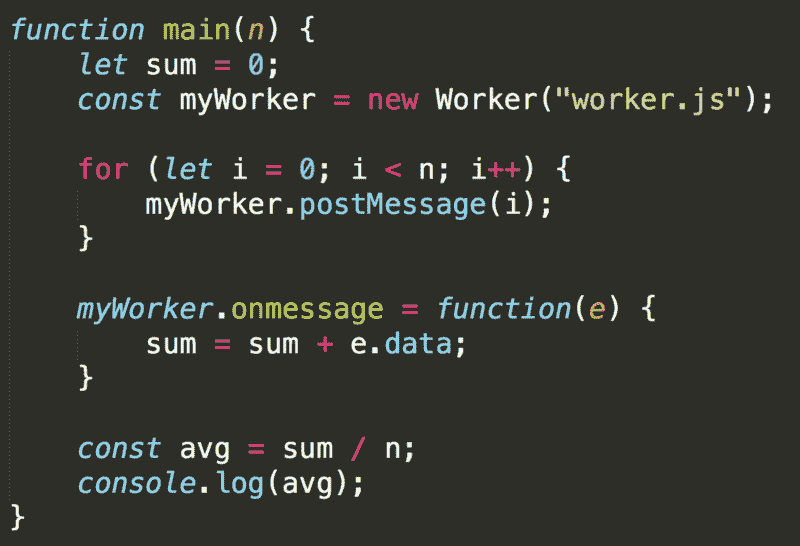 function main(n) {
    let sum = 0;
    const myWorker = new Worker("worker.js");

    for (let i = 0; i < n; i++) {
        myWorker.postMessage(i);
    }

    myWorker.onmessage = function(e) {
        sum = sum + e.data;
    }

    const avg = sum / n;
    console.log(avg);
}